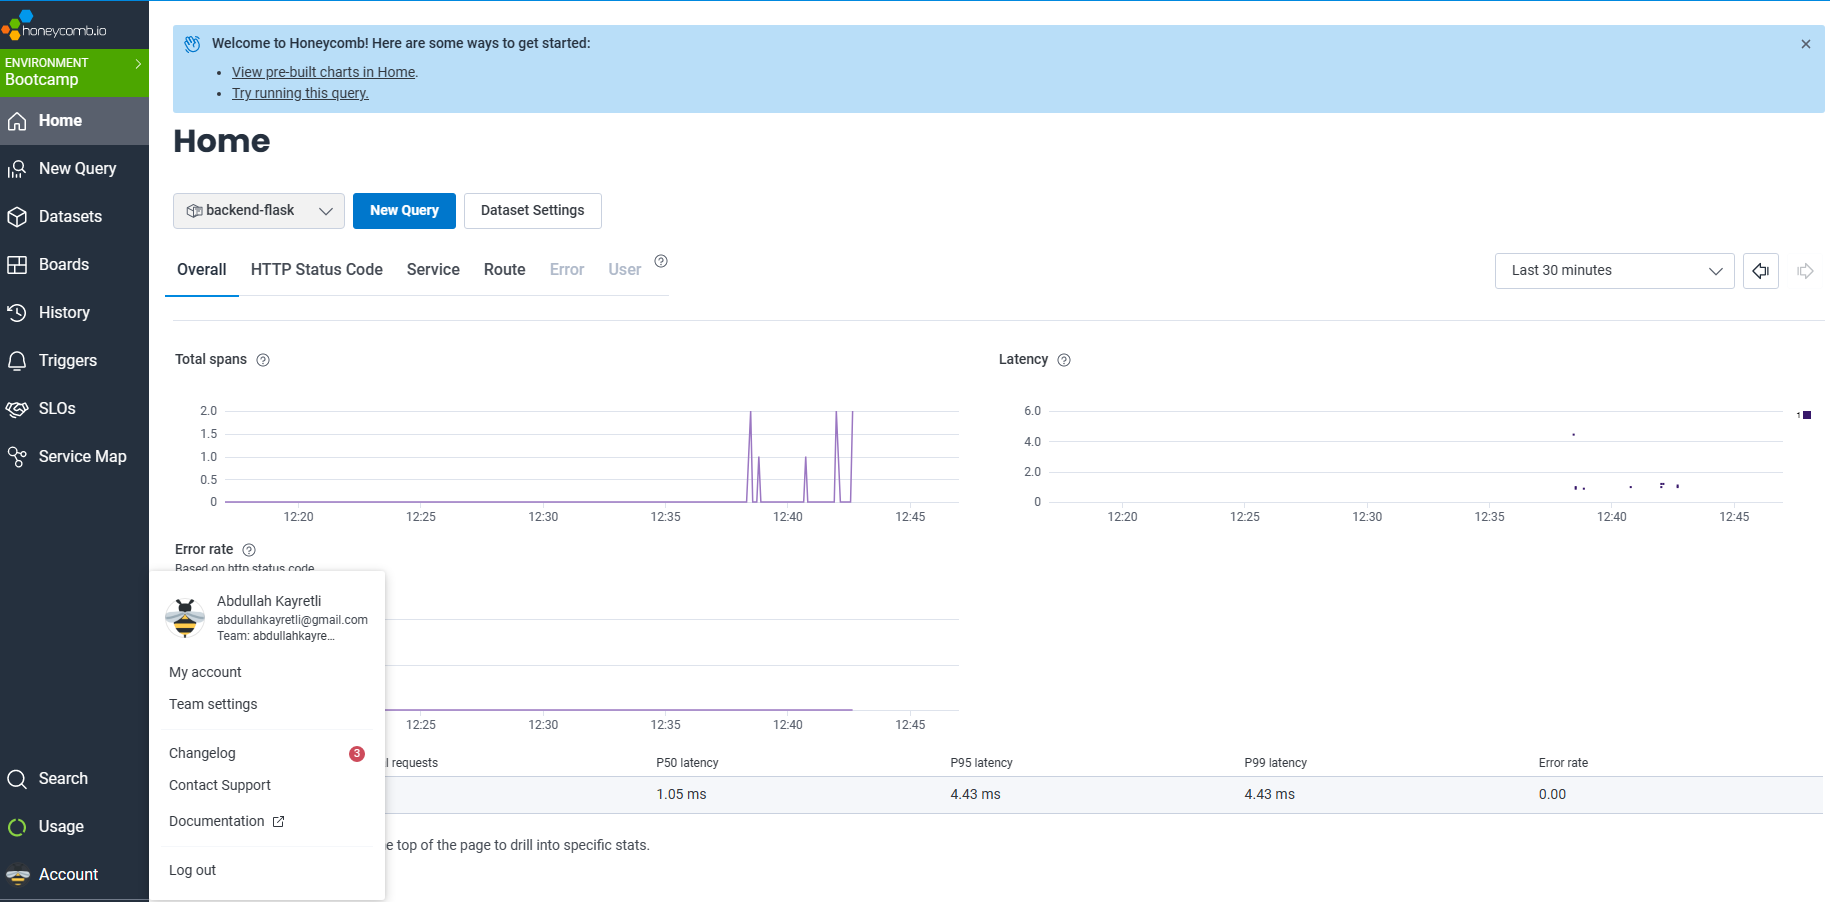 honeycomb.io
ENVIRONMENT
Bootcamp
Home
New Query
Datasets
Boards
History
Triggers
SLOs
Service Map
Search
Usage
Account
Welcome to Honeycomb! Here are some ways to get started:
• View pre-built charts in Home.
• Try running this query.
Home
backend-flask
New Query
Dataset Settings
Overall HTTP Status Code Service Route Error User
Last 30 minutes
Total spans
2.0
1.5
1.0
0.5
0
12:20 12:25 12:30 12:35 12:40 12:45
Latency
6.0
4.0
2.0
0
1
12:20 12:25 12:30 12:35 12:40 12:45
Error rate
Based on http status code
12:25 12:30 12:35 12:40 12:45
Abdullah Kayretli
abdullahkayretli@gmail.com
Team: abdullahkayre...
My account
Team settings
Changelog 3
Contact Support
Documentation
Log out
l requests P50 latency P95 latency P99 latency Error rate
1.05 ms 4.43 ms 4.43 ms 0.00
e top of the page to drill into specific stats.